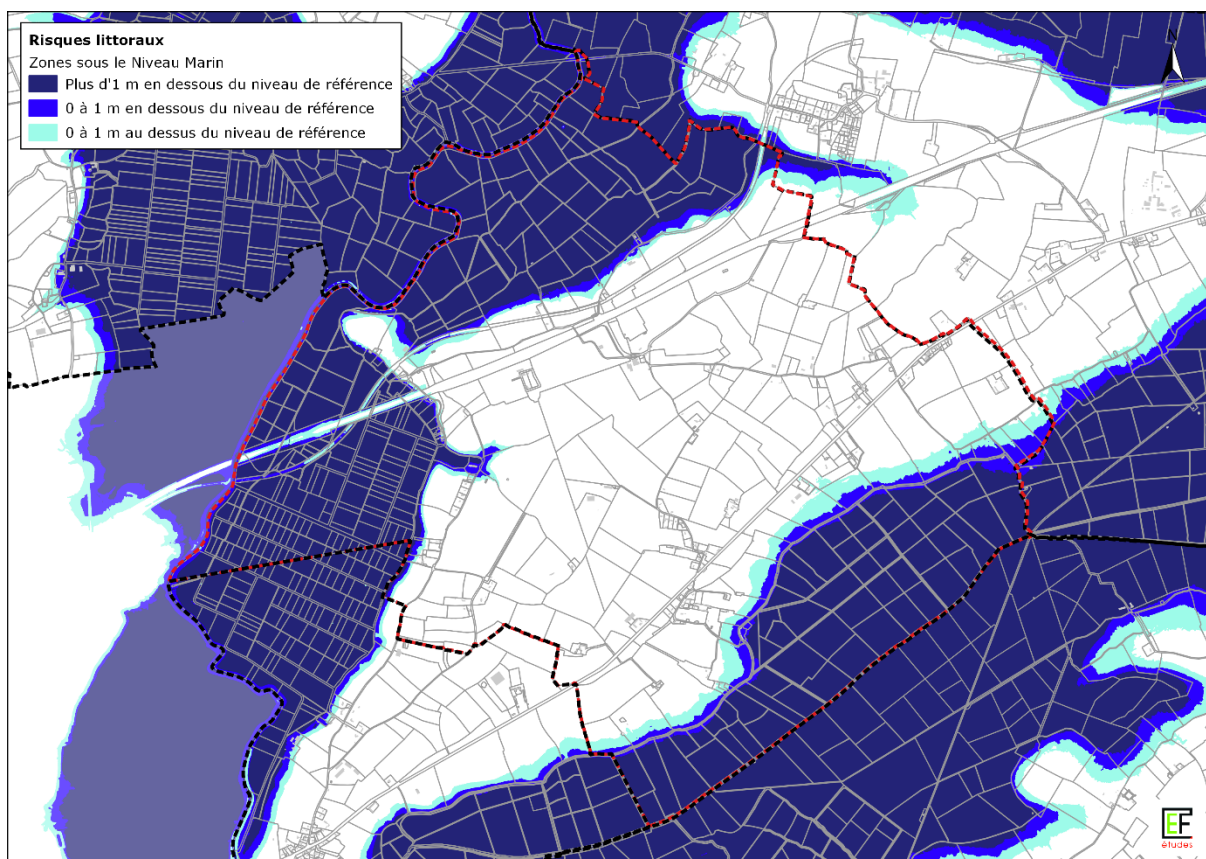 Risques littoraux
Zones sous le Niveau Marin
Plus d'1 m en dessous du niveau de référence
0 à 1 m en dessous du niveau de référence
0 à 1 m au dessus du niveau de référence
EF
études